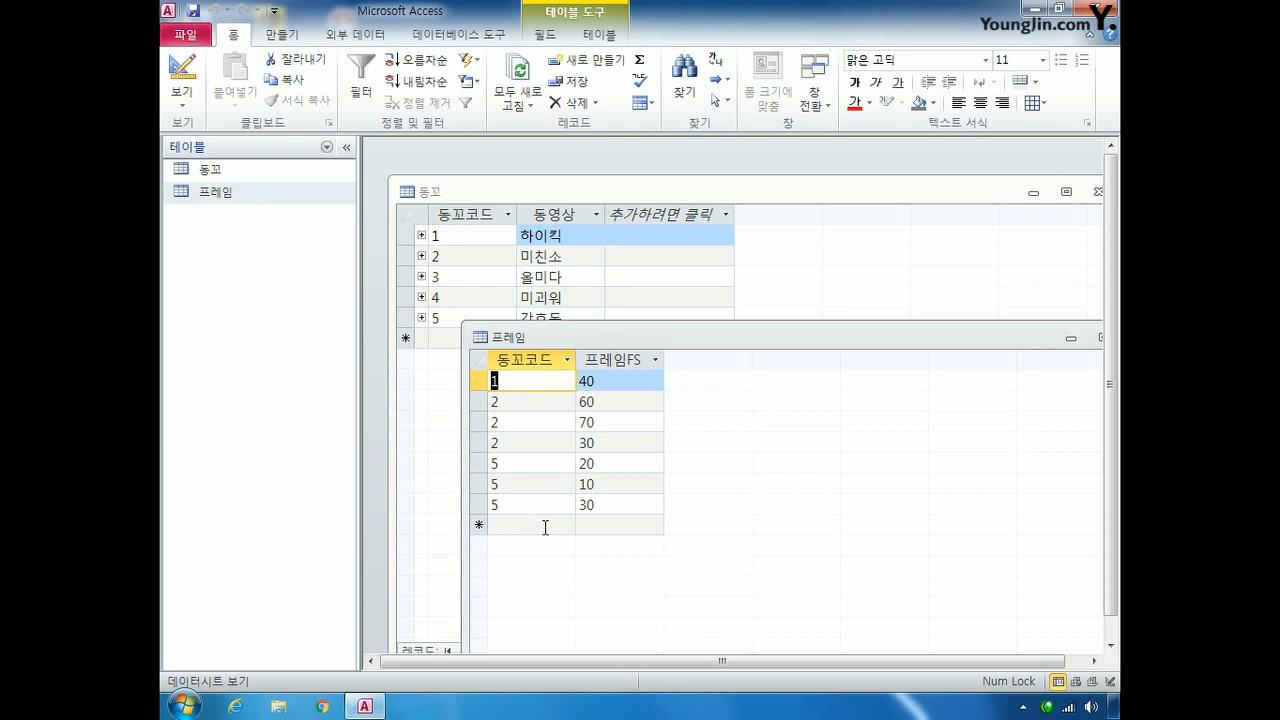 Microsoft Access
테이블 도구
Younglin.com Y.
파일 홈 만들기 외부 데이터 데이터베이스 도구 필드 테이블
보기
붙여넣기
잘라내기
복사
서식 복사
필터
오름차순
내림차순
정렬 제거
모두 새로 고침
새로 만들기
저장
삭제
찾기
폼 크기에 맞춤
창 전환
맑은 고딕 11
가 가 가
가
보기 클립보드 정렬 및 필터 레코드 찾기 창 텍스트 서식
테이블
동꼬
프레임
동꼬
동꼬코드 동영상 추가하려면 클릭
1 하이킥
2 미친소
3 올미다
4 미괴워
5
프레임
동꼬코드 프레임FS
1 40
2 60
2 70
2 30
5 20
5 10
5 30
레코드:
데이터시트 보기 Num Lock